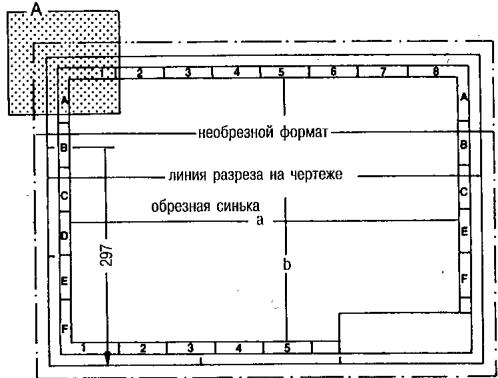 A
1 2 3 4 5 6 7 8
A A
необрезной формат
B B
линия разреза на чертеже
C C
обрезная синька
a
D E
297
b
E F
F
1 2 3 4 5